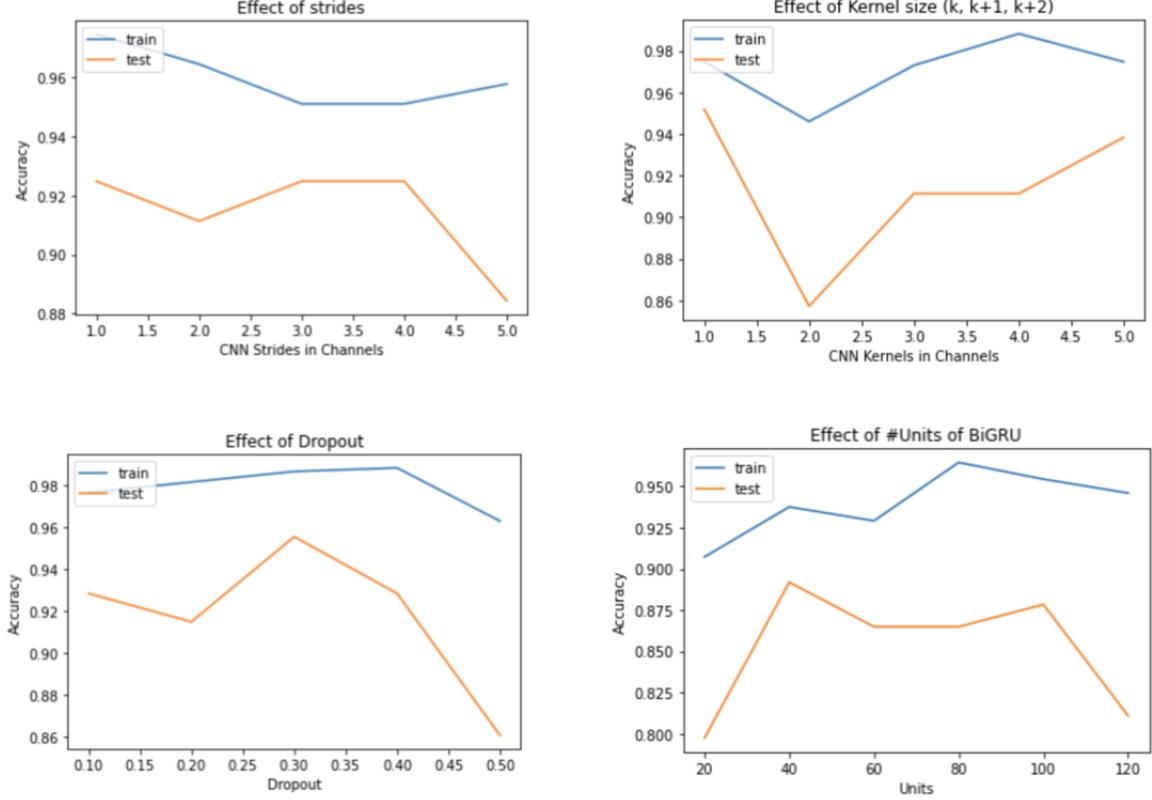 Effect of strides
train
test
0.96
0.94
0.92
0.90
0.88
Accuracy
1.0 1.5 2.0 2.5 3.0 3.5 4.0 4.5 5.0
CNN Strides in Channels
Effect of Kernel size (k, k+1, k+2)
train
test
0.98
0.96
0.94
0.92
0.90
0.88
0.86
Accuracy
1.0 1.5 2.0 2.5 3.0 3.5 4.0 4.5 5.0
CNN Kernels in Channels
Effect of Dropout
train
test
0.98
0.96
0.94
0.92
0.90
0.88
0.86
Accuracy
0.10 0.15 0.20 0.25 0.30 0.35 0.40 0.45 0.50
Dropout
Effect of #Units of BiGRU
train
test
0.950
0.925
0.900
0.875
0.850
0.825
0.800
Accuracy
20 40 60 80 100 120
Units